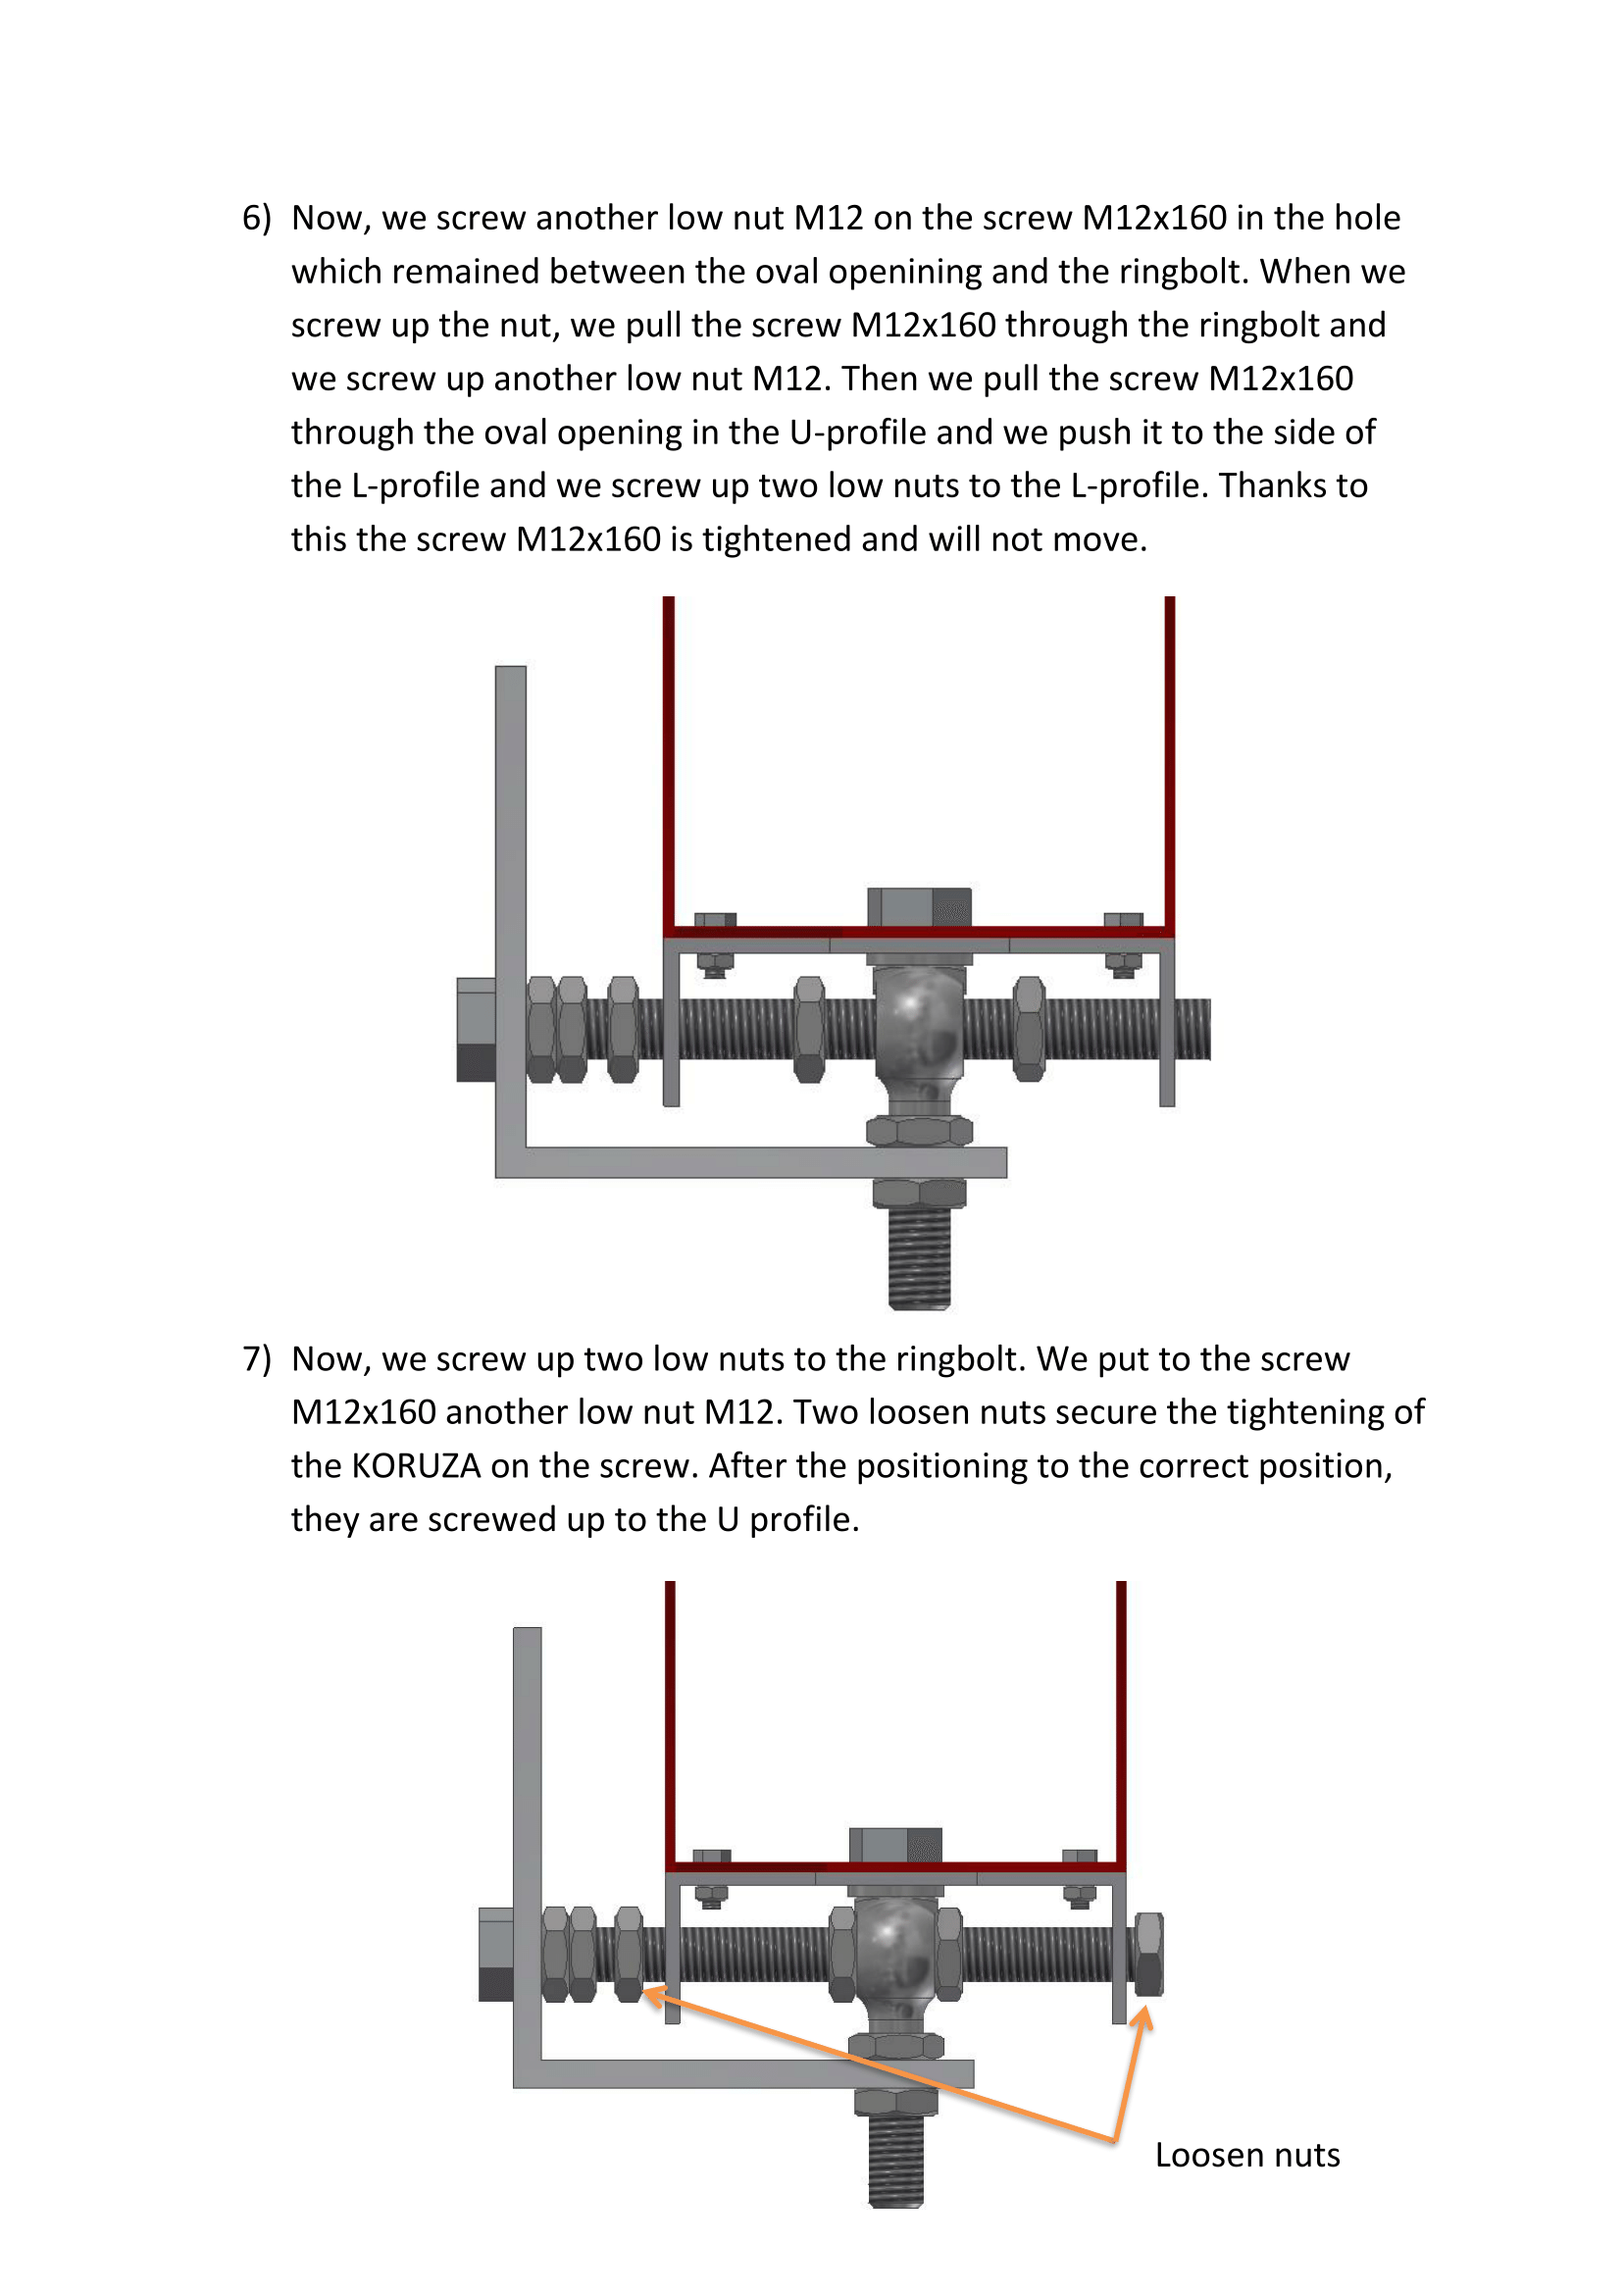 6) Now, we screw another low nut M12 on the screw M12x160 in the hole
which remained between the oval openining and the ringbolt. When we
screw up the nut, we pull the screw M12x160 through the ringbolt and
we screw up another low nut M12. Then we pull the screw M12x160
through the oval opening in the U-profile and we push it to the side of
the L-profile and we screw up two low nuts to the L-profile. Thanks to
this the screw M12x160 is tightened and will not move.
7) Now, we screw up two low nuts to the ringbolt. We put to the screw
M12x160 another low nut M12. Two loosen nuts secure the tightening of
the KORUZA on the screw. After the positioning to the correct position,
they are screwed up to the U profile.
Loosen nuts